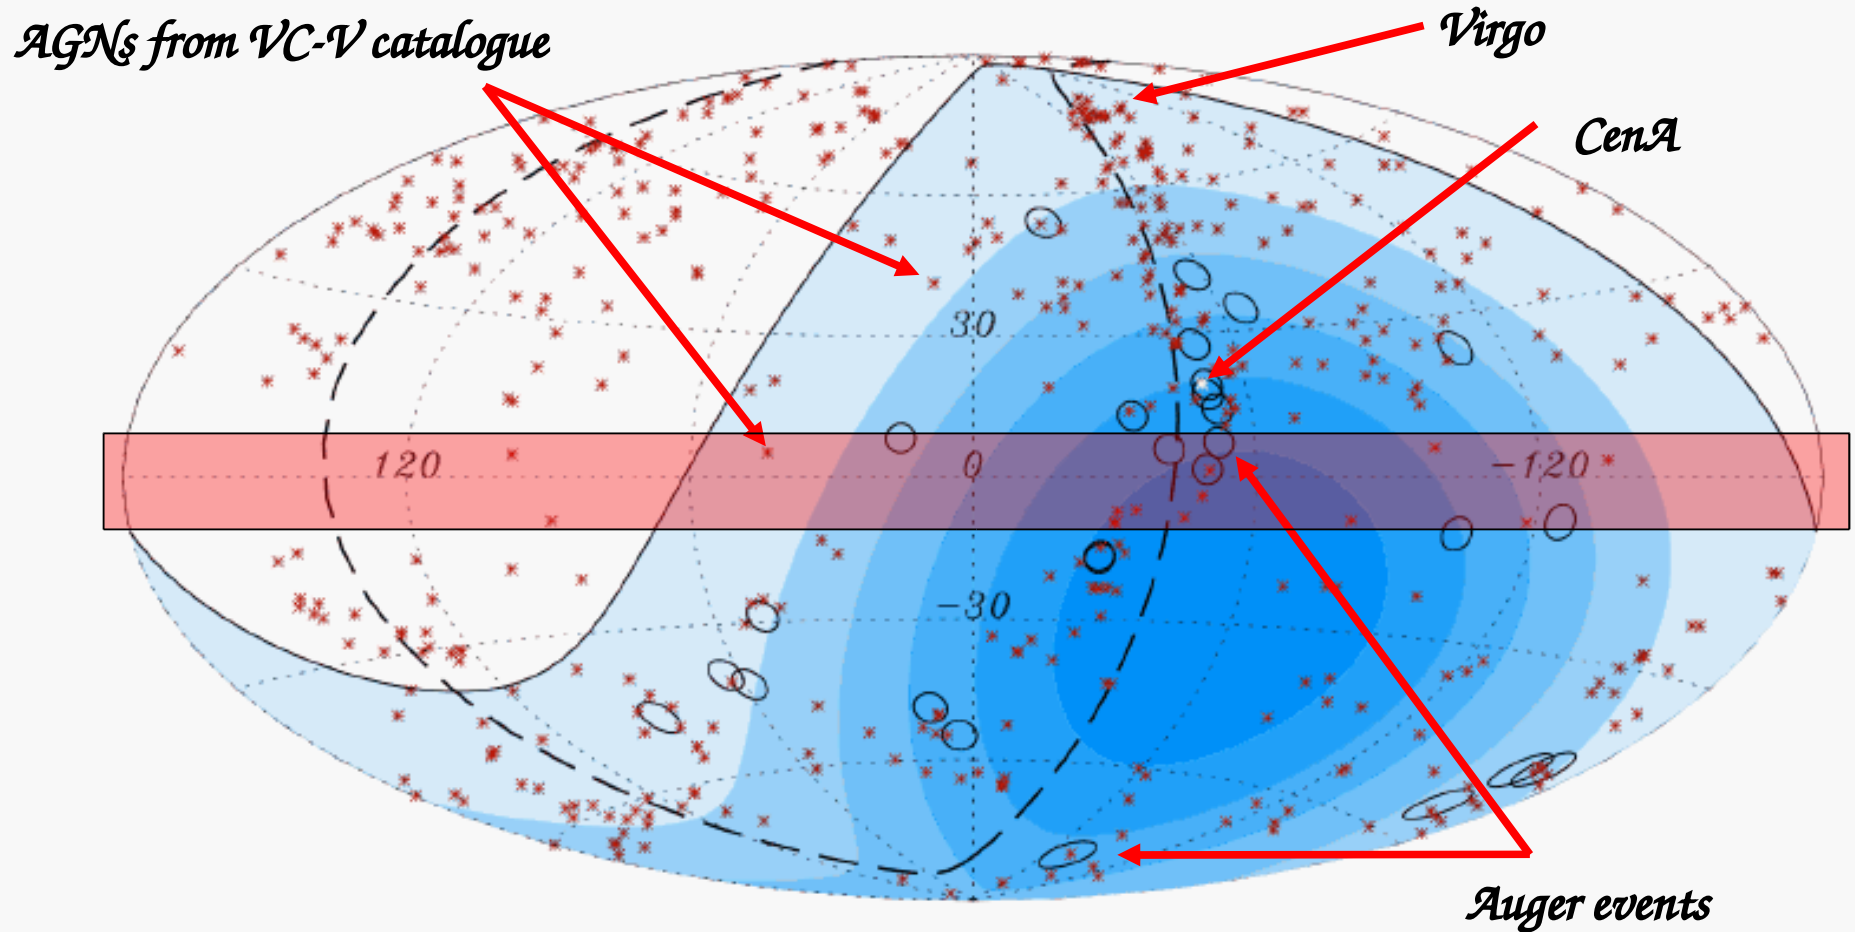 AGNs from VC-V catalogue
Virgo
CenA
30
120
0
-120
-30
Auger events